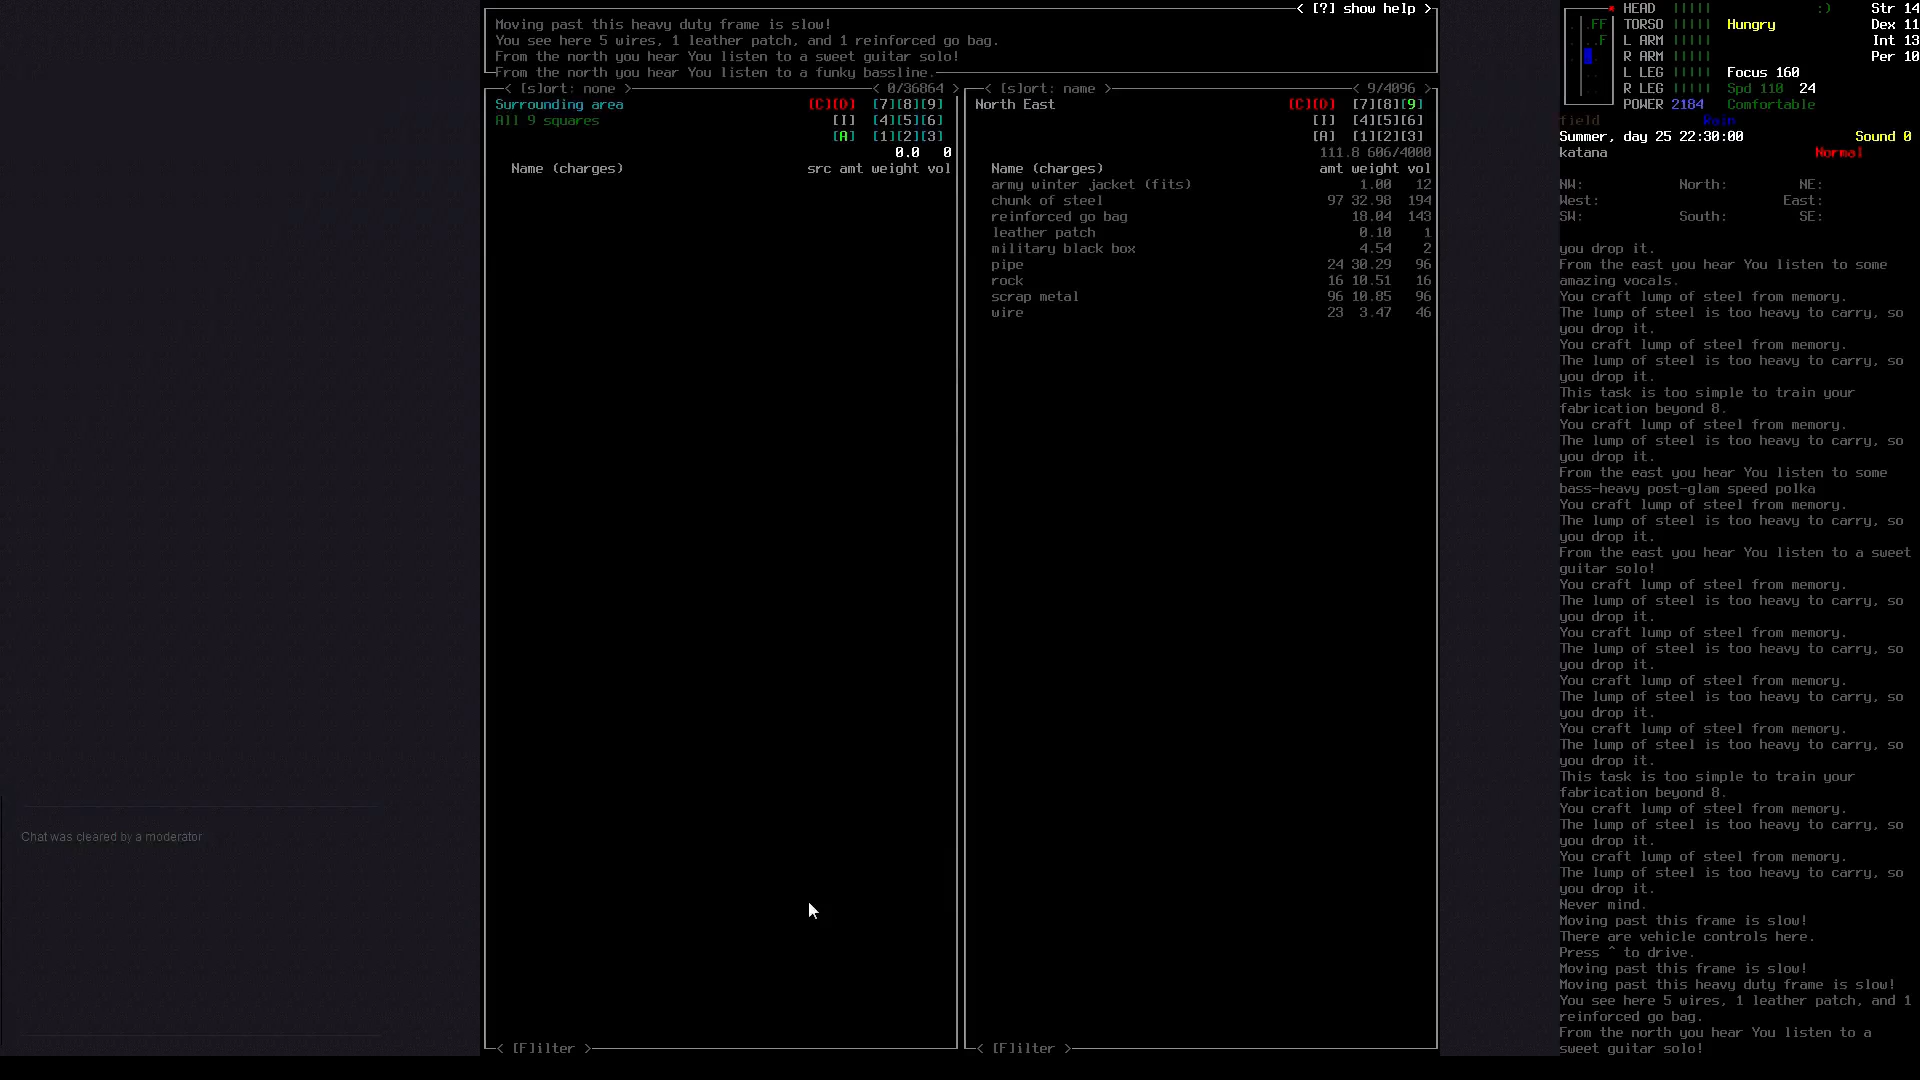 < [?] show help >
Moving past this heavy duty frame is slow!
You see here 5 wires, 1 leather patch, and 1 reinforced go bag.
From the north you hear You listen to a sweet guitar solo!
From the north you hear You listen to a funky bassline.
< [s]ort: none > < 0/36864 >
Surrounding area [C][D] [7][8][9]
All 9 squares [I] [4][5][6]
[A] [1][2][3]
0.0 0
Name (charges) src amt weight vol
< [F]ilter >
< [s]ort: name > < 9/4096 >
North East [C][D] [7][8][9]
[I] [4][5][6]
[A] [1][2][3]
111.8 606/4000
Name (charges) amt weight vol
army winter jacket (fits) 1.00 12
chunk of steel 97 32.98 194
reinforced go bag 18.04 143
leather patch 0.10 1
military black box 4.54 2
pipe 24 30.29 96
rock 16 10.51 16
scrap metal 96 10.85 96
wire 23 3.47 46
< [F]ilter >
HEAD ||||| :) Str 14
.FF TORSO ||||| Hungry Dex 11
..F L ARM ||||| Int 13
R ARM ||||| Per 10
L LEG ||||| Focus 160
R LEG ||||| Spd 110 24
POWER 2184 Comfortable
field Rain
Summer, day 25 22:30:00 Sound 0
katana Normal
NW: North: NE:
West: East:
SW: South: SE:
you drop it.
From the east you hear You listen to some
amazing vocals.
You craft lump of steel from memory.
The lump of steel is too heavy to carry, so
you drop it.
You craft lump of steel from memory.
The lump of steel is too heavy to carry, so
you drop it.
This task is too simple to train your
fabrication beyond 8.
You craft lump of steel from memory.
The lump of steel is too heavy to carry, so
you drop it.
From the east you hear You listen to some
bass-heavy post-glam speed polka
You craft lump of steel from memory.
The lump of steel is too heavy to carry, so
you drop it.
From the east you hear You listen to a sweet
guitar solo!
You craft lump of steel from memory.
The lump of steel is too heavy to carry, so
you drop it.
You craft lump of steel from memory.
The lump of steel is too heavy to carry, so
you drop it.
You craft lump of steel from memory.
The lump of steel is too heavy to carry, so
you drop it.
You craft lump of steel from memory.
The lump of steel is too heavy to carry, so
you drop it.
This task is too simple to train your
fabrication beyond 8.
You craft lump of steel from memory.
The lump of steel is too heavy to carry, so
you drop it.
You craft lump of steel from memory.
The lump of steel is too heavy to carry, so
you drop it.
Never mind.
Moving past this frame is slow!
There are vehicle controls here.
Press ^ to drive.
Moving past this frame is slow!
Moving past this heavy duty frame is slow!
You see here 5 wires, 1 leather patch, and 1
reinforced go bag.
From the north you hear You listen to a
sweet guitar solo!
Chat was cleared by a moderator